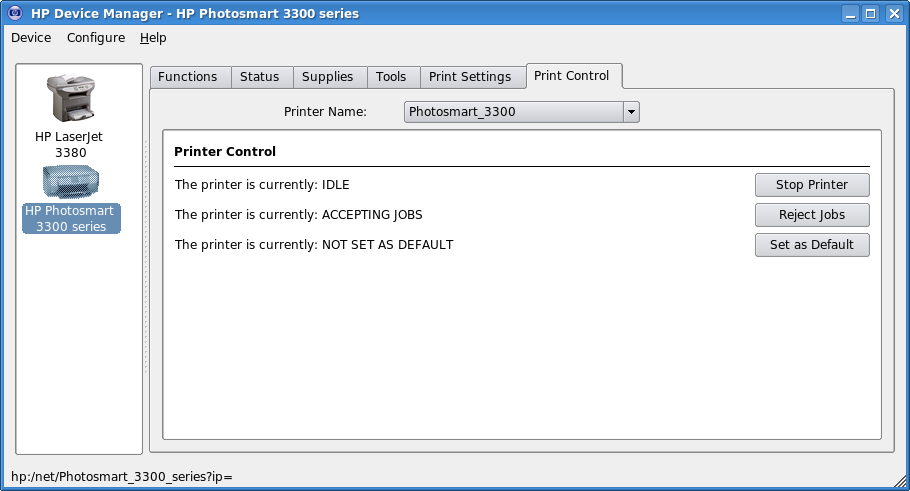 HP Device Manager - HP Photosmart 3300 series
Device Configure Help
HP LaserJet
3380
HP Photosmart
3300 series
Functions Status Supplies Tools Print Settings Print Control
Printer Name: Photosmart_3300
Printer Control
The printer is currently: IDLE Stop Printer
The printer is currently: ACCEPTING JOBS Reject Jobs
The printer is currently: NOT SET AS DEFAULT Set as Default
hp:/net/Photosmart_3300_series?ip=